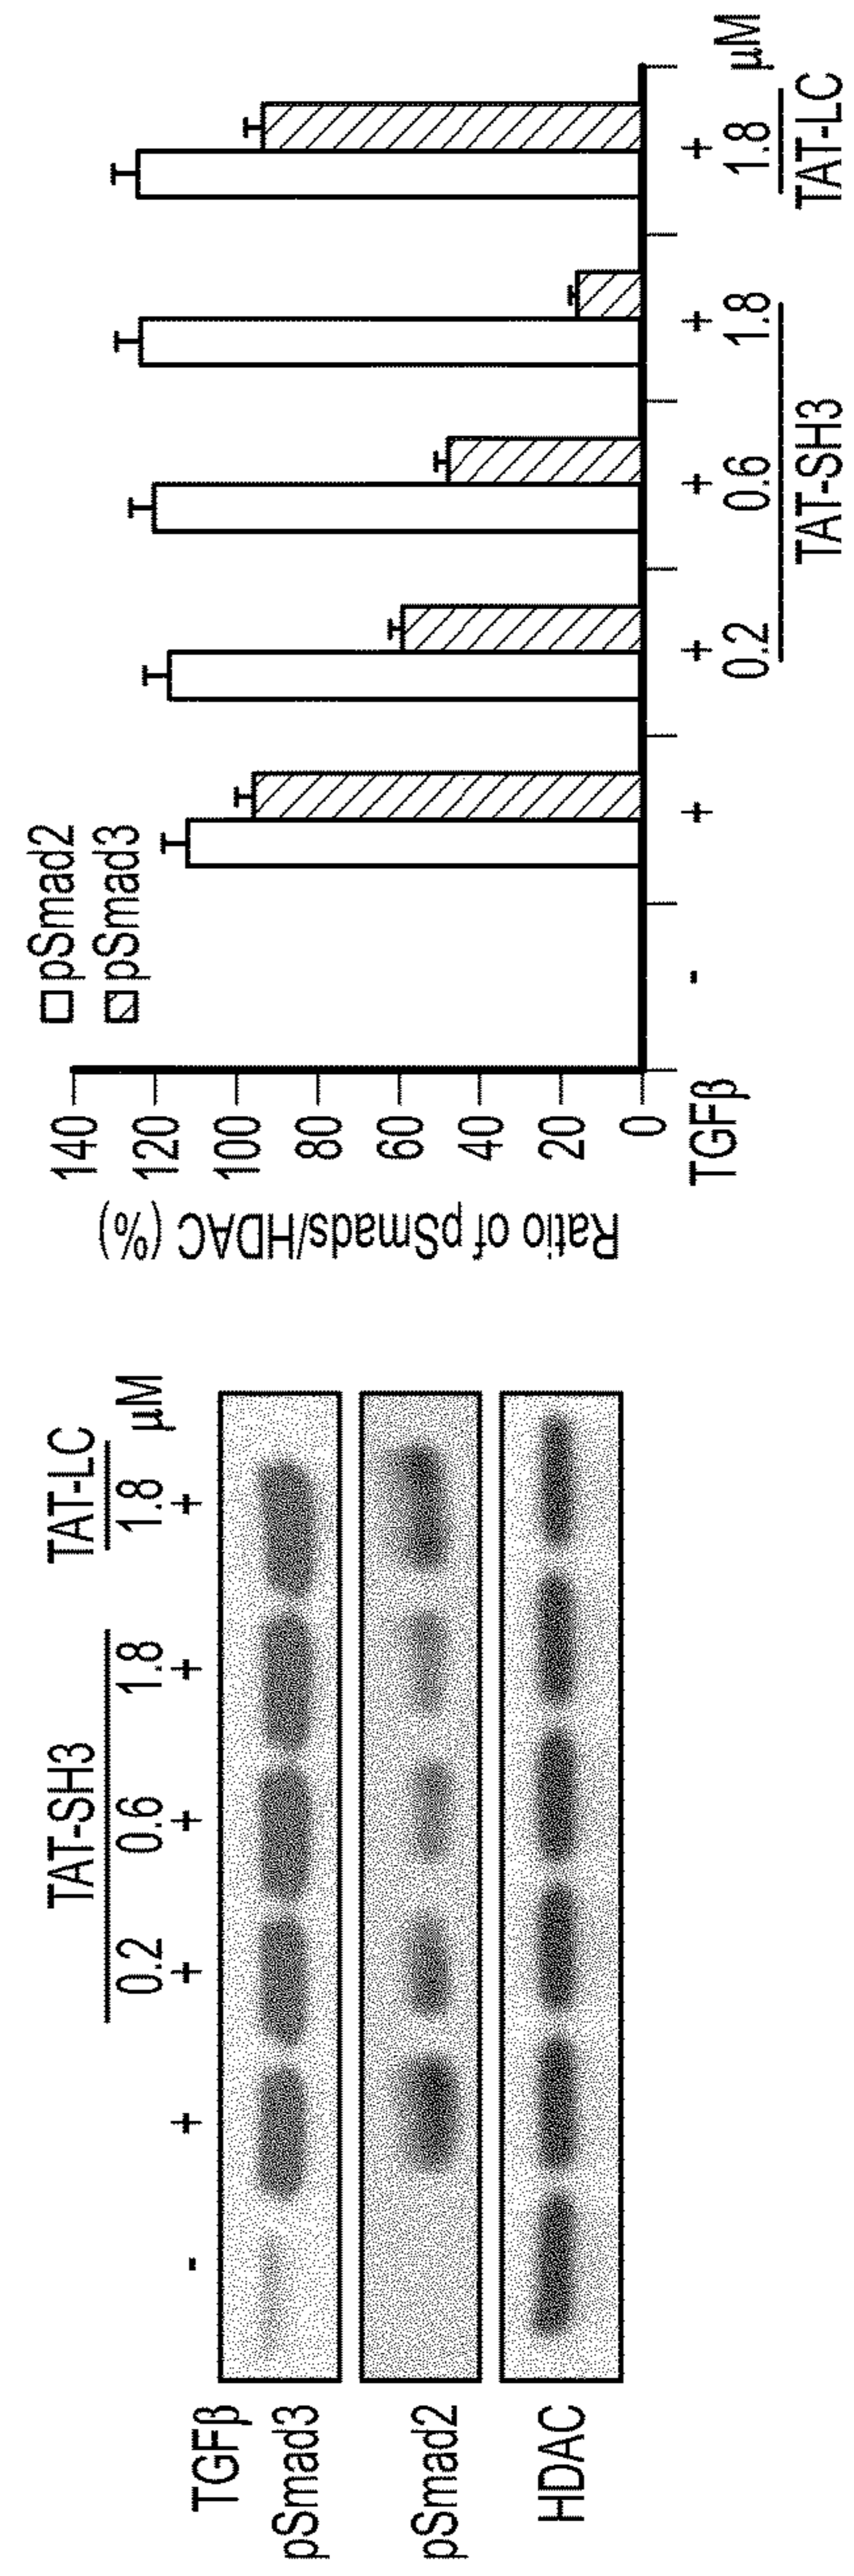 TAT-SH3 TAT-LC
0.2 0.6 1.8 1.8 µM
TGFβ - + + + + +
pSmad3
pSmad2
HDAC
pSmad2
pSmad3
Ratio of pSmads/HDAC (%)
140
120
100
80
60
40
20
0
TGFβ - + + + + +
0.2 0.6 1.8 1.8 µM
TAT-SH3 TAT-LC